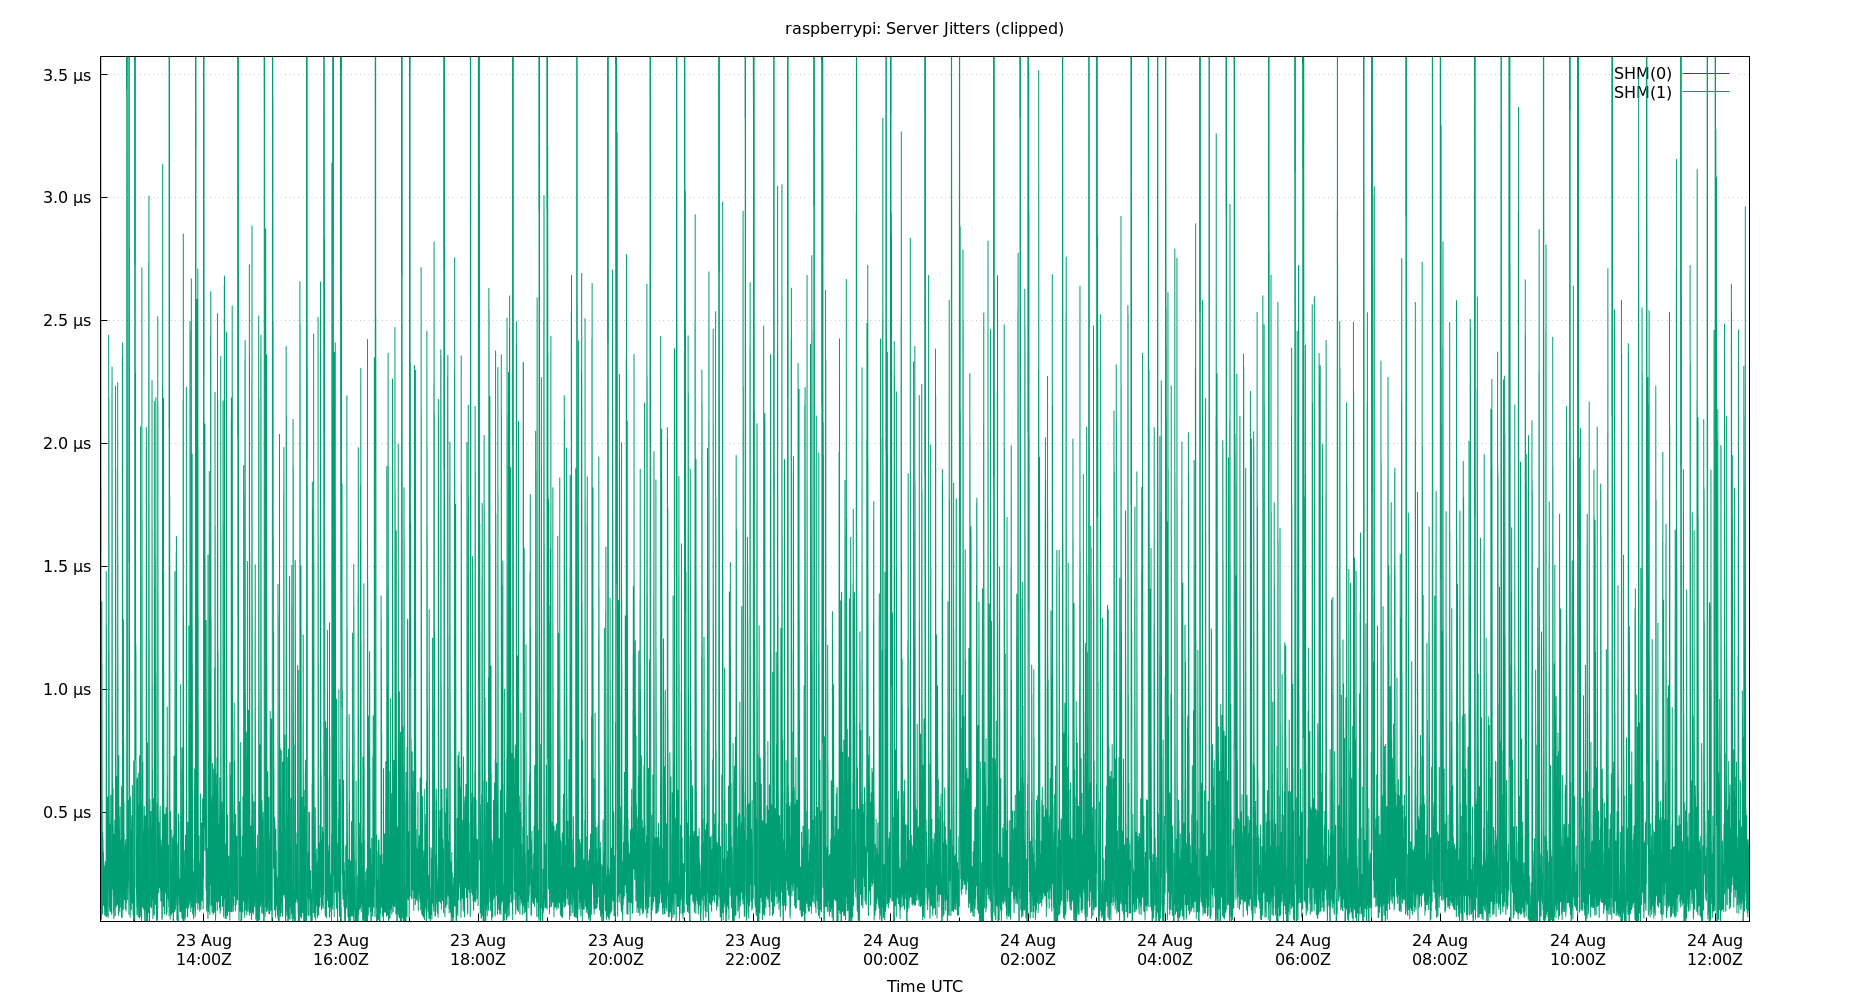 raspberrypi: Server Jitters (clipped)
3.5 μs
3.0 μs
2.5 μs
2.0 μs
1.5 μs
1.0 μs
0.5 μs
SHM(0)
SHM(1)
23 Aug 23 Aug 23 Aug 23 Aug 23 Aug 24 Aug 24 Aug 24 Aug 24 Aug 24 Aug 24 Aug 24 Aug
14:00Z 16:00Z 18:00Z 20:00Z 22:00Z 00:00Z 02:00Z 04:00Z 06:00Z 08:00Z 10:00Z 12:00Z
Time UTC